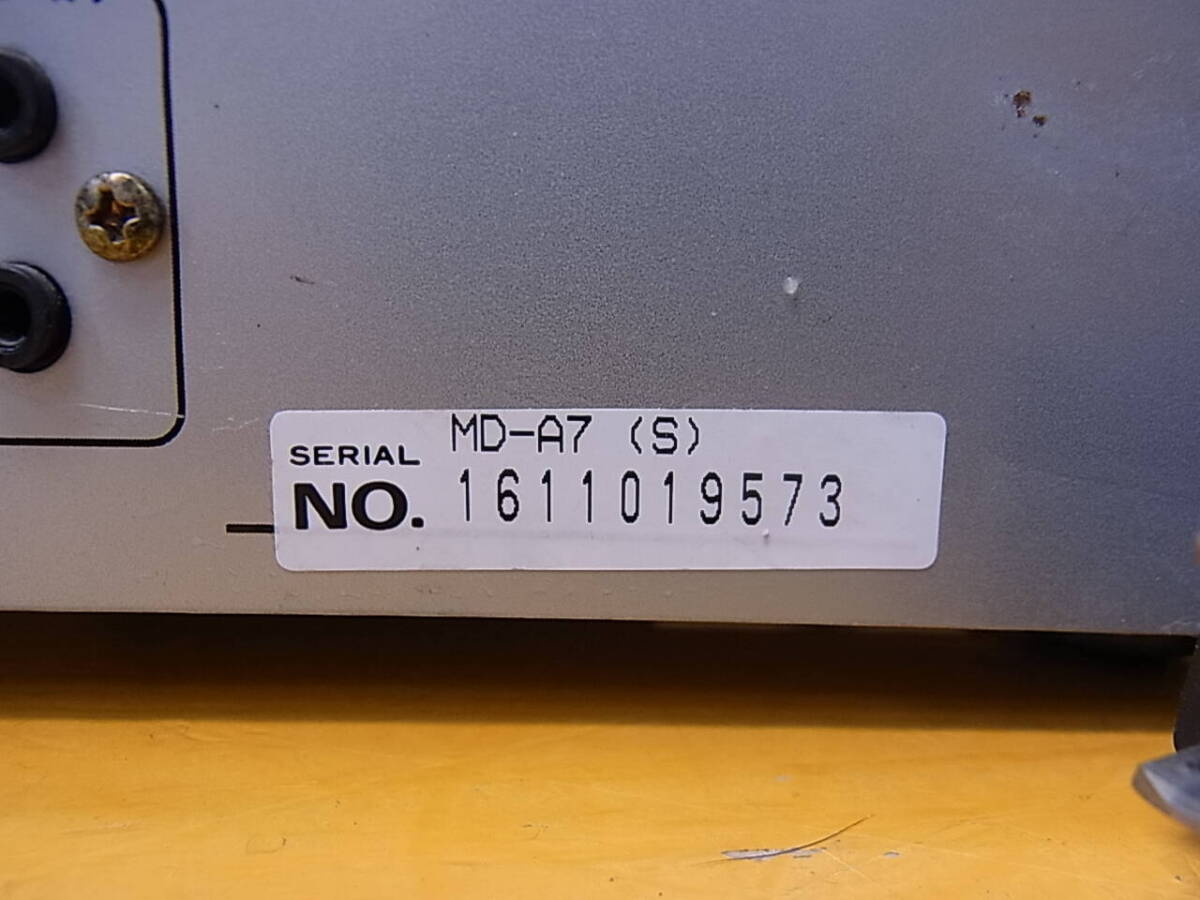 MD-A7 (S)
SERIAL
NO. 1611019573